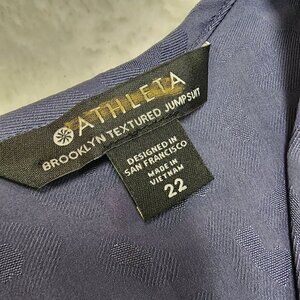 ATHLETA
BROOKLYN TEXTURED JUMPSUIT
DESIGNED IN
SAN FRANCISCO
MADE IN
VIETNAM
22